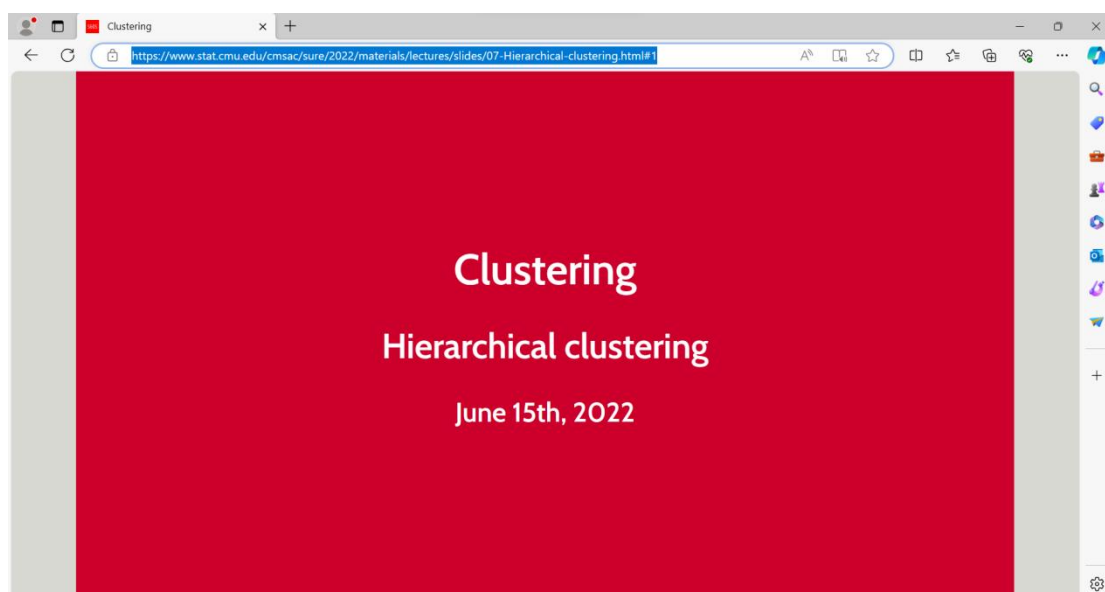 Clustering
https://www.stat.cmu.edu/cmsac/sure/2022/materials/lectures/slides/07-Hierarchical-clustering.html#1
Clustering
Hierarchical clustering
June 15th, 2022